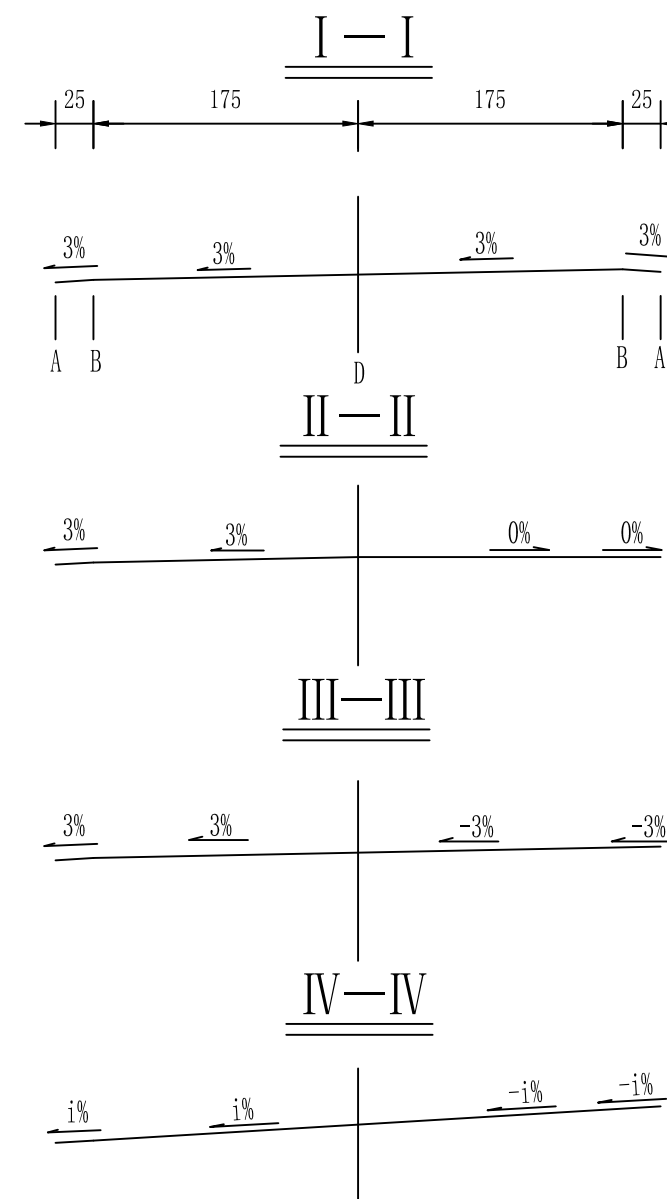 I — I
25 175 175 25
3% 3% 3% 3%
A B D B A
II — II
3% 3% 0% 0%
III—III
3% 3% -3% -3%
IV—IV
i% i% -i% -i%